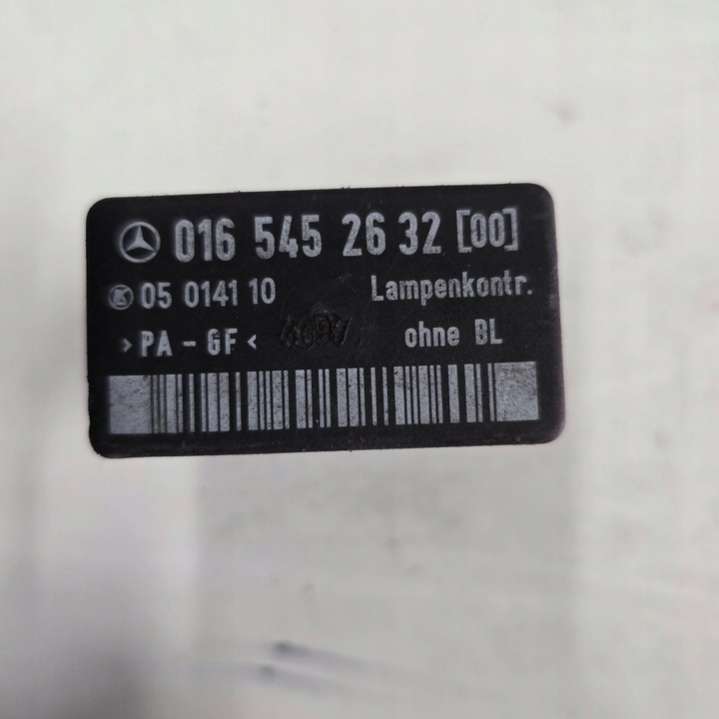 016 545 26 32 [00]
05 0141 10 Lampenkontr.
>PA-GF< ohne BL